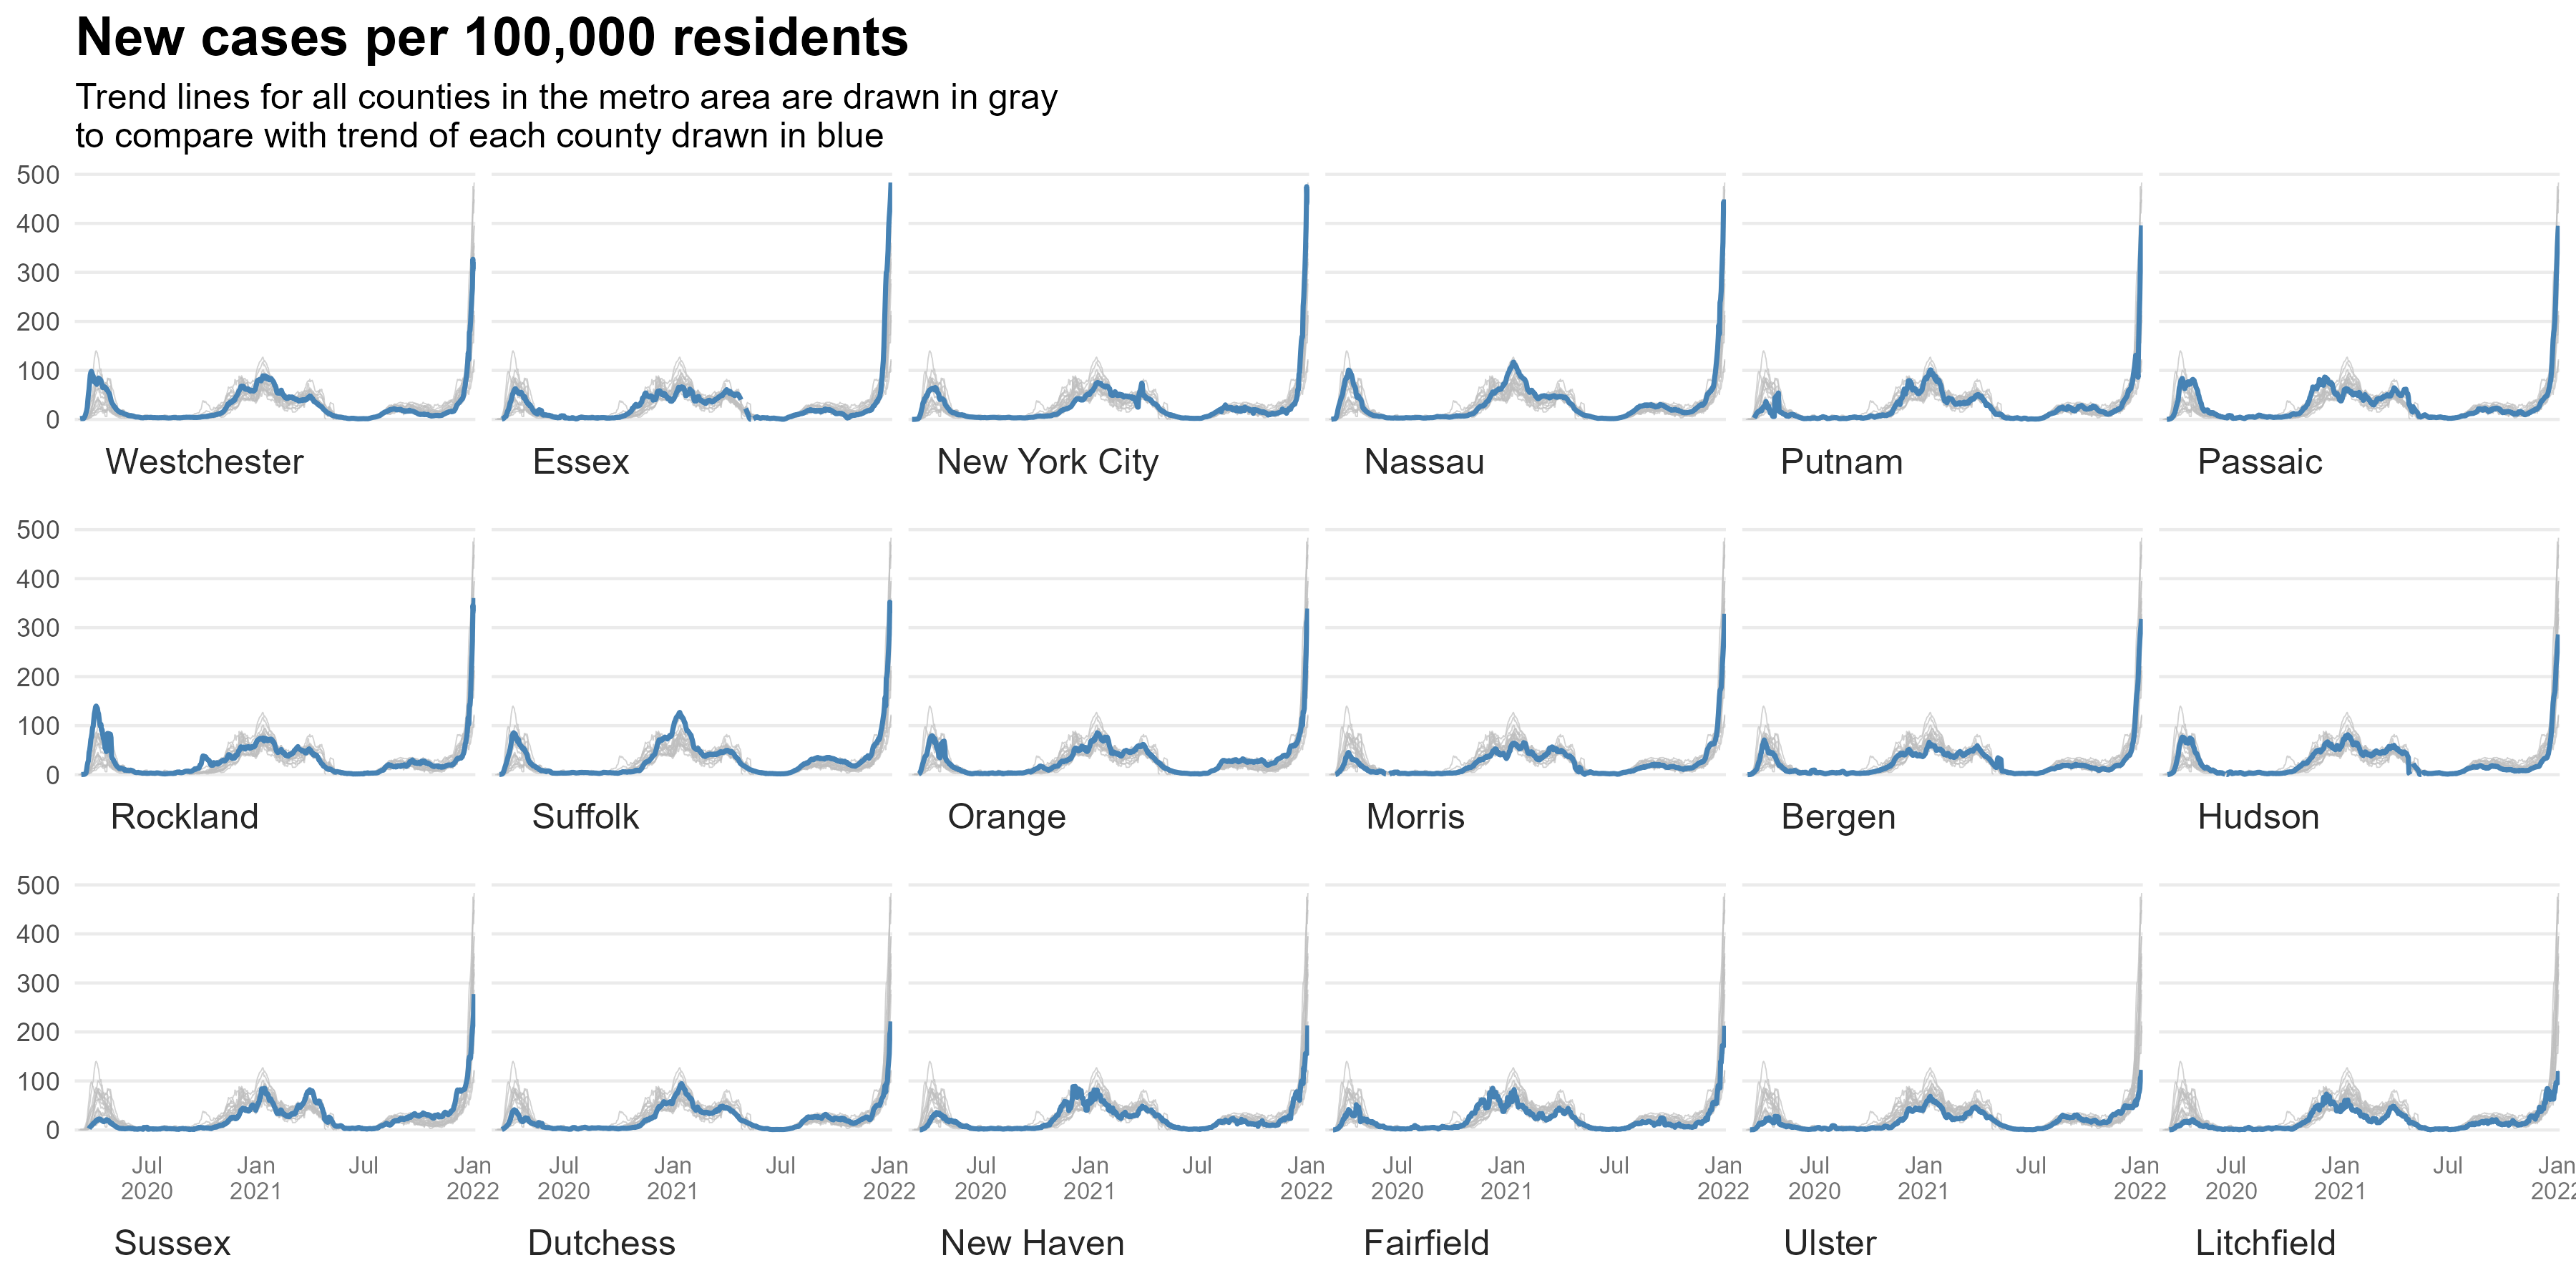 New cases per 100,000 residents
Trend lines for all counties in the metro area are drawn in gray
to compare with trend of each county drawn in blue
500
400
300
200
100
0
Westchester Essex New York City Nassau Putnam Passaic
500
400
300
200
100
0
Rockland Suffolk Orange Morris Bergen Hudson
500
400
300
200
100
0
Jul Jan Jul Jan Jul Jan Jul Jan Jul Jan Jul Jan Jul Jan Jul Jan Jul Jan Jul Jan Jul Jan Jul Jan
2020 2021 2022 2020 2021 2022 2020 2021 2022 2020 2021 2022 2020 2021 2022 2020 2021 2022
Sussex Dutchess New Haven Fairfield Ulster Litchfield